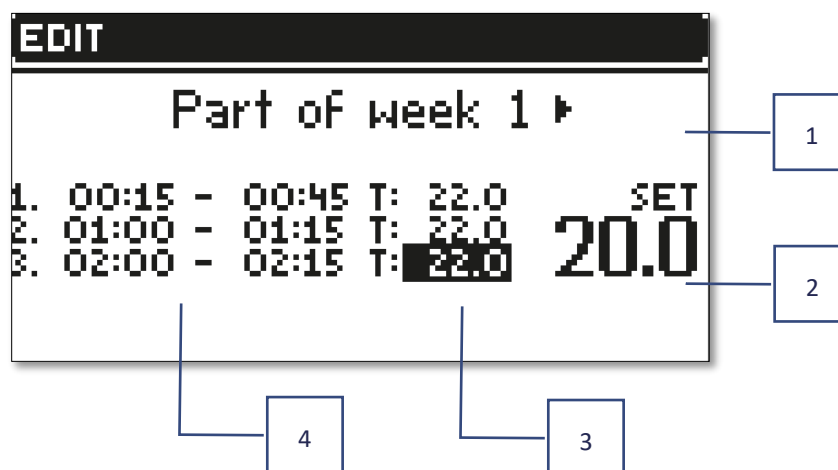 EDIT
Part of week 1
1. 00:15 - 00:45 T: 22.0
2. 01:00 - 01:15 T: 22.0
3. 02:00 - 02:15 T: 22.0
SET
20.0
1
2
3
4